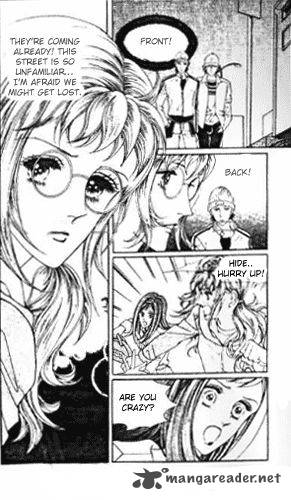 THEY'RE COMING
ALREADY! THIS
STREET IS SO
UNFAMILIAR...
I'M AFRAID WE
MIGHT GET LOST.
FRONT!
BACK!
HIDE..
HURRY UP!
ARE YOU
CRAZY?
mangareader.net